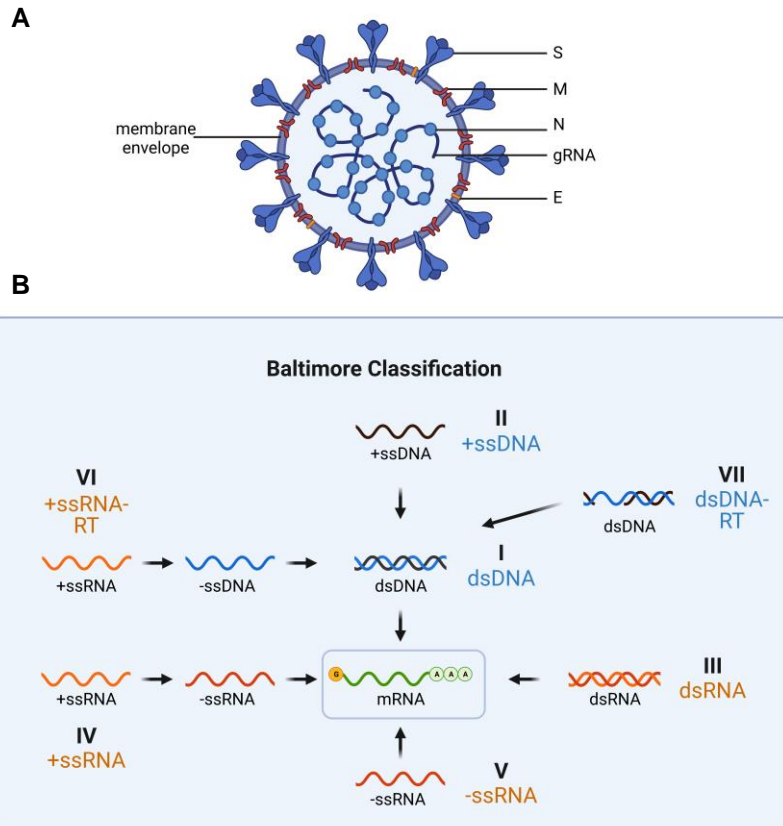 A
S
M
N
gRNA
E
membrane
envelope
B
Baltimore Classification
II
+ssDNA
+ssDNA
VI
+ssRNA-
RT
VII
dsDNA-
RT
dsDNA
+ssRNA
-ssDNA
dsDNA
I
dsDNA
+ssRNA
-ssRNA
G
A A A
mRNA
dsRNA
III
dsRNA
IV
+ssRNA
-ssRNA
V
-ssRNA